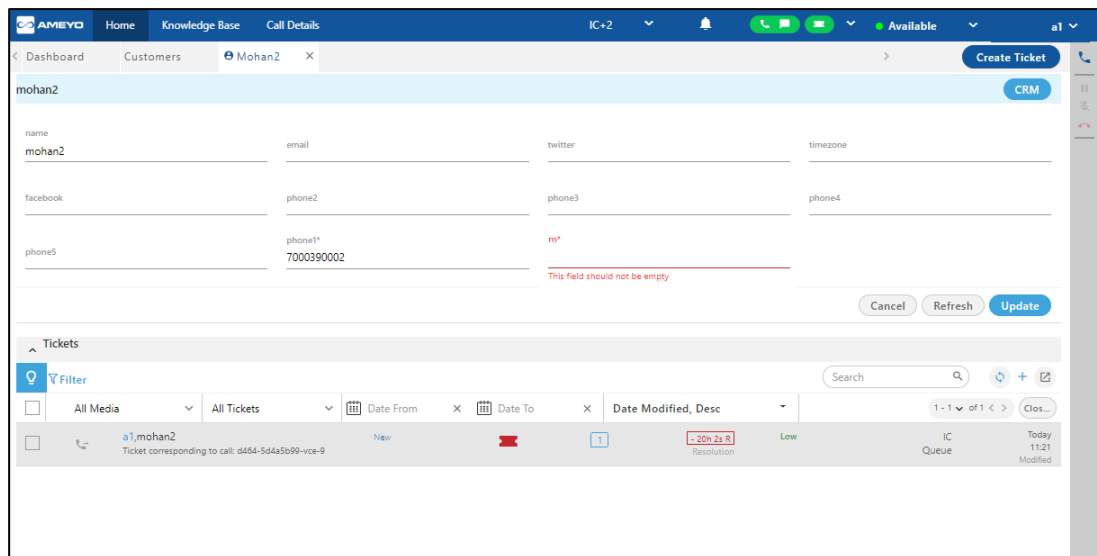 AMEYO Home Knowledge Base Call Details IC+2 Available a1
Dashboard Customers Mohan2 Create Ticket
mohan2 CRM
name email twitter timezone
mohan2
facebook phone2 phone3 phone4
phone5 phone1* rn*
7000390002
This field should not be empty
Cancel Refresh Update
Tickets
Filter Search
All Media All Tickets Date From Date To Date Modified, Desc 1 - 1 of 1 Clos...
a1,mohan2 New 1 - 20h 2s R Low IC Today
Ticket corresponding to call: d464-5d4a5b99-vce-9 Resolution Queue 11:21
Modified